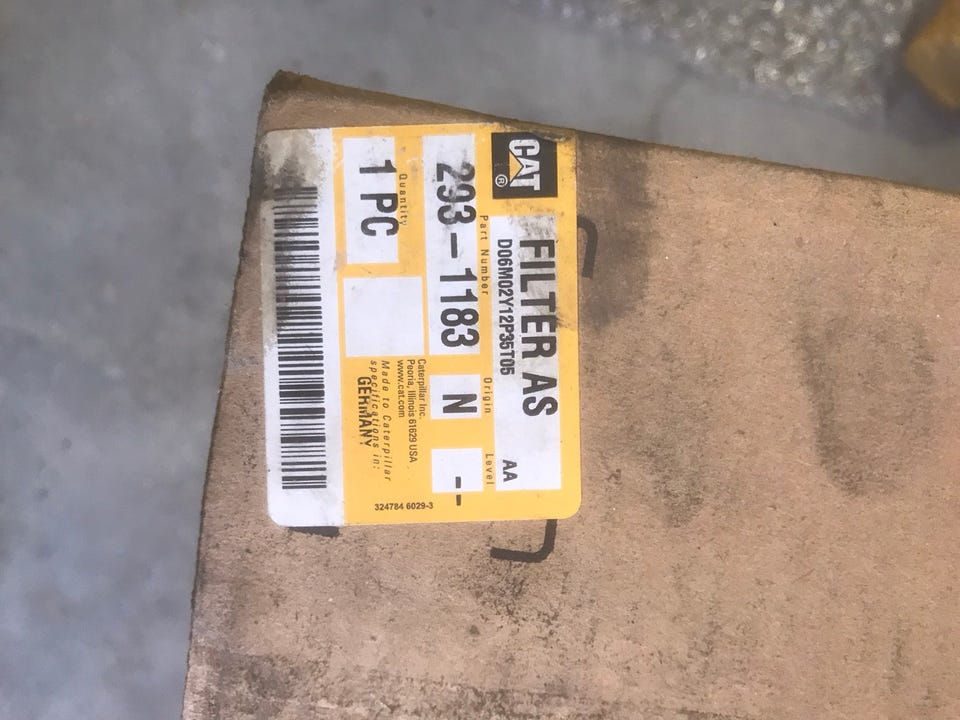 CAT®
FILTER AS
D06M02Y12P35T05 AA
Part Number Origin Level
293-1183 N --
Quantity
1 PC
Caterpillar Inc.
Peoria, Illinois 61629 USA
www.cat.com
Made to Caterpillar
specifications in:
GERMANY
324784 6029-3